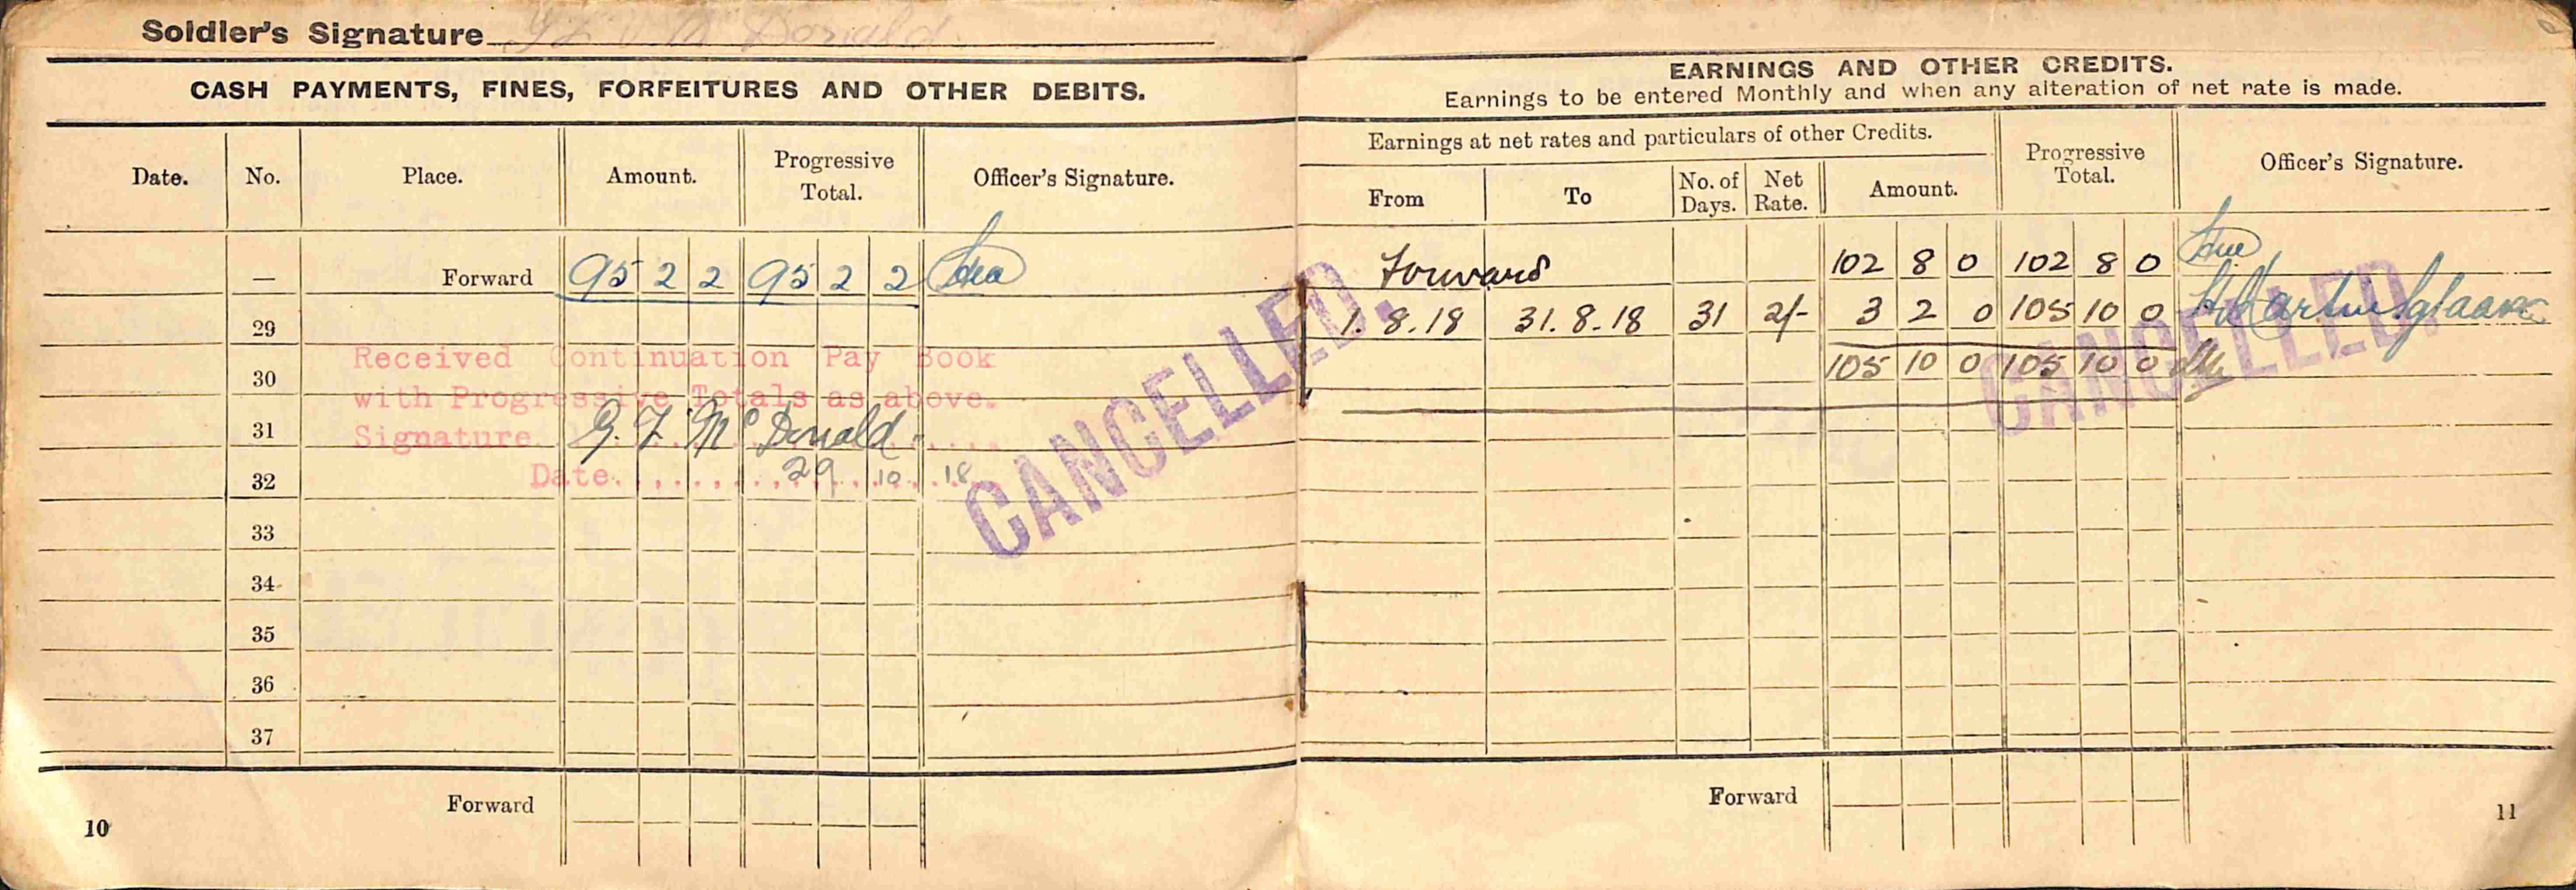 Soldier's Signature G F Mc Donald
CASH PAYMENTS, FINES, FORFEITURES AND OTHER DEBITS.
Date. No. Place. Amount. Progressive Total. Officer's Signature.
— Forward 95 2 2 95 2 2
29
Received Continuation Pay Book
30
with Progressive Totals as above.
31 Signature G. F. Mc Donald
32 Date 29 10 18
33
34
35
36
37
Forward
10
CANCELLED.
EARNINGS AND OTHER CREDITS.
Earnings to be entered Monthly and when any alteration of net rate is made.
Earnings at net rates and particulars of other Credits.
From To No. of Days. Net Rate. Amount. Progressive Total. Officer's Signature.
Forward 102 8 0 102 8 0
1.8.18 31.8.18 31 2/- 3 2 0 105 10 0
105 10 0 105 10 0
CANCELLED.
Forward
11